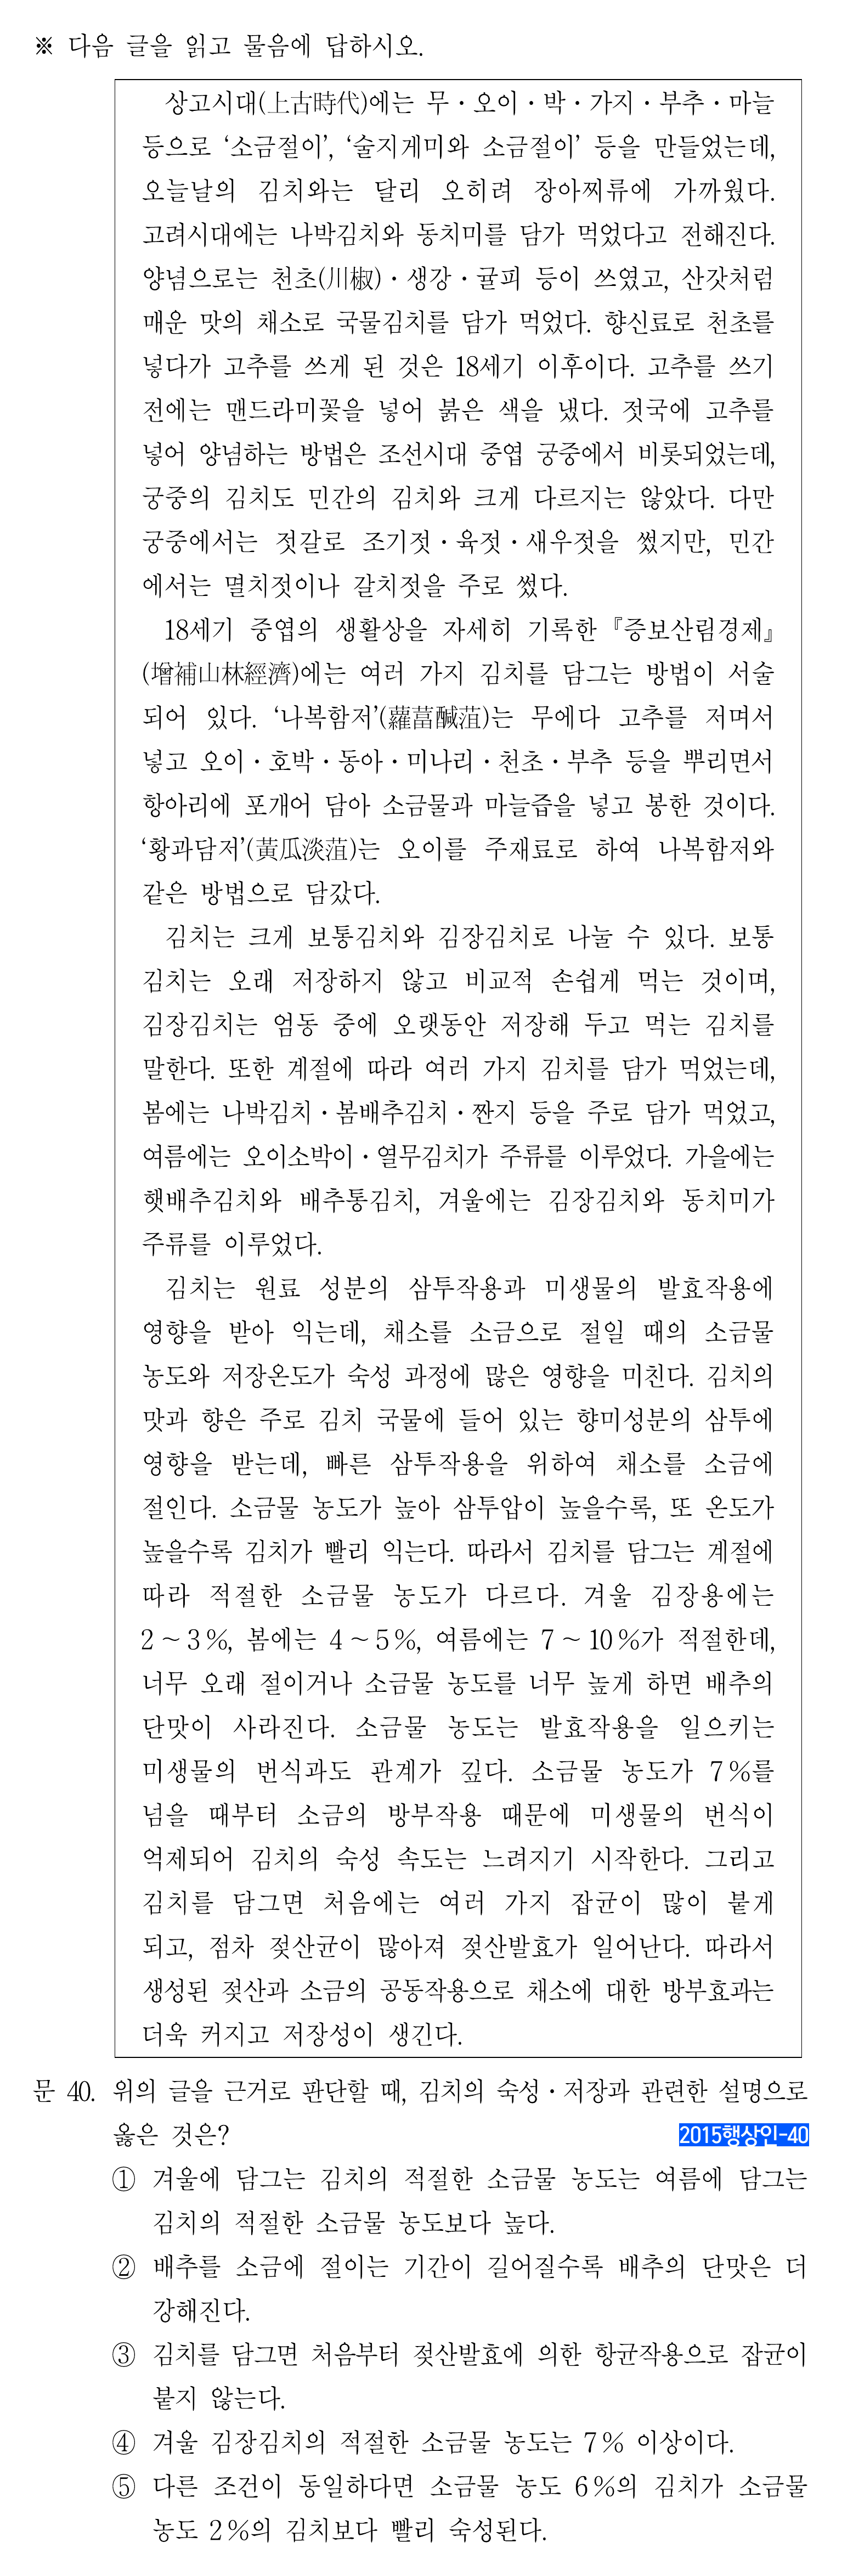 ※ 다음 글을 읽고 물음에 답하시오.
상고시대(上古時代)에는 무·오이·박·가지·부추·마늘
등으로 ‘소금절이’, ‘술지게미와 소금절이’ 등을 만들었는데,
오늘날의 김치와는 달리 오히려 장아찌류에 가까웠다.
고려시대에는 나박김치와 동치미를 담가 먹었다고 전해진다.
양념으로는 천초(川椒)·생강·귤피 등이 쓰였고, 산갓처럼
매운 맛의 채소로 국물김치를 담가 먹었다. 향신료로 천초를
넣다가 고추를 쓰게 된 것은 18세기 이후이다. 고추를 쓰기
전에는 맨드라미꽃을 넣어 붉은 색을 냈다. 젓국에 고추를
넣어 양념하는 방법은 조선시대 중엽 궁중에서 비롯되었는데,
궁중의 김치도 민간의 김치와 크게 다르지는 않았다. 다만
궁중에서는 젓갈로 조기젓·육젓·새우젓을 썼지만, 민간
에서는 멸치젓이나 갈치젓을 주로 썼다.
18세기 중엽의 생활상을 자세히 기록한 『증보산림경제』
(增補山林經濟)에는 여러 가지 김치를 담그는 방법이 서술
되어 있다. ‘나복함저’(蘿葍醎菹)는 무에다 고추를 저며서
넣고 오이·호박·동아·미나리·천초·부추 등을 뿌리면서
항아리에 포개어 담아 소금물과 마늘즙을 넣고 봉한 것이다.
‘황과담저’(黃瓜淡菹)는 오이를 주재료로 하여 나복함저와
같은 방법으로 담갔다.
김치는 크게 보통김치와 김장김치로 나눌 수 있다. 보통
김치는 오래 저장하지 않고 비교적 손쉽게 먹는 것이며,
김장김치는 엄동 중에 오랫동안 저장해 두고 먹는 김치를
말한다. 또한 계절에 따라 여러 가지 김치를 담가 먹었는데,
봄에는 나박김치·봄배추김치·짠지 등을 주로 담가 먹었고,
여름에는 오이소박이·열무김치가 주류를 이루었다. 가을에는
햇배추김치와 배추통김치, 겨울에는 김장김치와 동치미가
주류를 이루었다.
김치는 원료 성분의 삼투작용과 미생물의 발효작용에
영향을 받아 익는데, 채소를 소금으로 절일 때의 소금물
농도와 저장온도가 숙성 과정에 많은 영향을 미친다. 김치의
맛과 향은 주로 김치 국물에 들어 있는 향미성분의 삼투에
영향을 받는데, 빠른 삼투작용을 위하여 채소를 소금에
절인다. 소금물 농도가 높아 삼투압이 높을수록, 또 온도가
높을수록 김치가 빨리 익는다. 따라서 김치를 담그는 계절에
따라 적절한 소금물 농도가 다르다. 겨울 김장용에는
2～3%, 봄에는 4～5%, 여름에는 7～10%가 적절한데,
너무 오래 절이거나 소금물 농도를 너무 높게 하면 배추의
단맛이 사라진다. 소금물 농도는 발효작용을 일으키는
미생물의 번식과도 관계가 깊다. 소금물 농도가 7%를
넘을 때부터 소금의 방부작용 때문에 미생물의 번식이
억제되어 김치의 숙성 속도는 느려지기 시작한다. 그리고
김치를 담그면 처음에는 여러 가지 잡균이 많이 붙게
되고, 점차 젖산균이 많아져 젖산발효가 일어난다. 따라서
생성된 젖산과 소금의 공동작용으로 채소에 대한 방부효과는
더욱 커지고 저장성이 생긴다.
문 40. 위의 글을 근거로 판단할 때, 김치의 숙성·저장과 관련한 설명으로
옳은 것은? 2015행상인-40
① 겨울에 담그는 김치의 적절한 소금물 농도는 여름에 담그는
김치의 적절한 소금물 농도보다 높다.
② 배추를 소금에 절이는 기간이 길어질수록 배추의 단맛은 더
강해진다.
③ 김치를 담그면 처음부터 젖산발효에 의한 항균작용으로 잡균이
붙지 않는다.
④ 겨울 김장김치의 적절한 소금물 농도는 7% 이상이다.
⑤ 다른 조건이 동일하다면 소금물 농도 6%의 김치가 소금물
농도 2%의 김치보다 빨리 숙성된다.